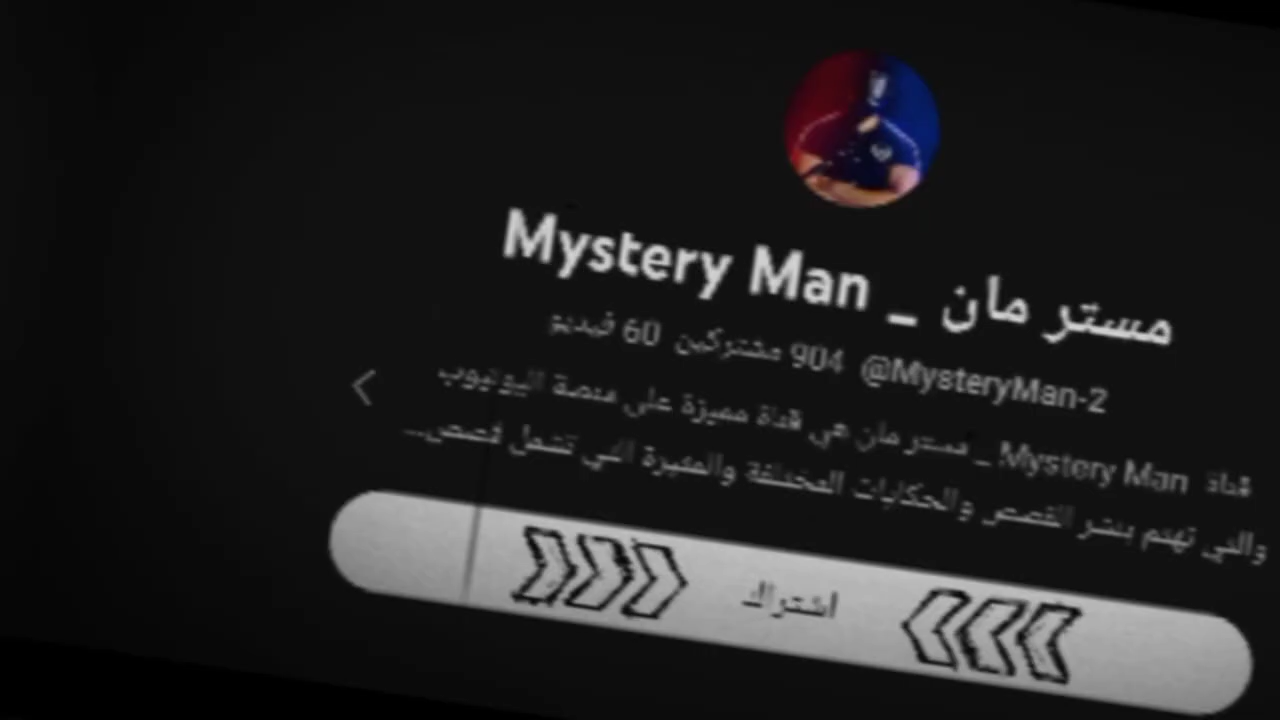 Mystery Man _ مستر مان
@MysteryMan-2 904 مشتركين 60 فيديو
قناة Mystery Man _ مستر مان هي قناة مميزة على منصة اليوتيوب
والتي تهتم بنشر القصص والحكايات المختلفة والمثيرة التي تشمل قصص...
اشتراك